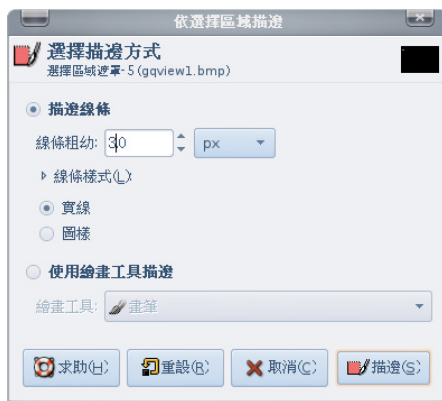 依選擇區域描邊
選擇描邊方式
選擇區域遮罩-5 (gqview1.bmp)
描邊線條
線條粗幼: 30 px
線條樣式(L)
實線
圖樣
使用繪畫工具描邊
繪畫工具: 畫筆
求助(H) 重設(R) 取消(C) 描邊(S)